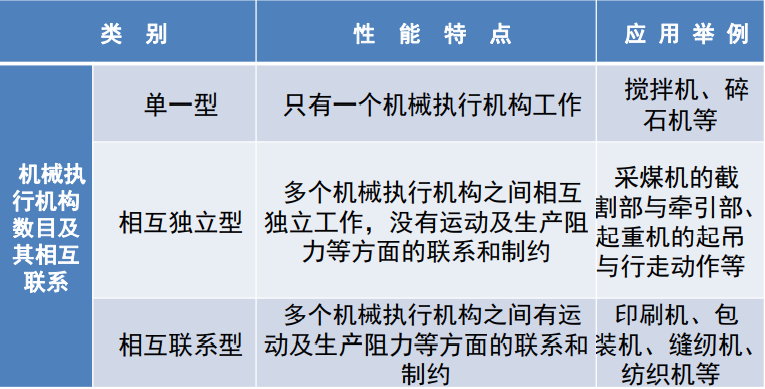 类 别
性 能 特 点
应 用 举 例
机械执
行机构
数目及
其相互
联系
单一型
只有一个机械执行机构工作
搅拌机、碎
石机等
相互独立型
多个机械执行机构之间相互
独立工作，没有运动及生产阻
力等方面的联系和制约
采煤机的截
割部与牵引部、
起重机的起吊
与行走动作等
相互联系型
多个机械执行机构之间有运
动及生产阻力等方面的联系和
制约
印刷机、包
装机、缝纫机、
纺织机等